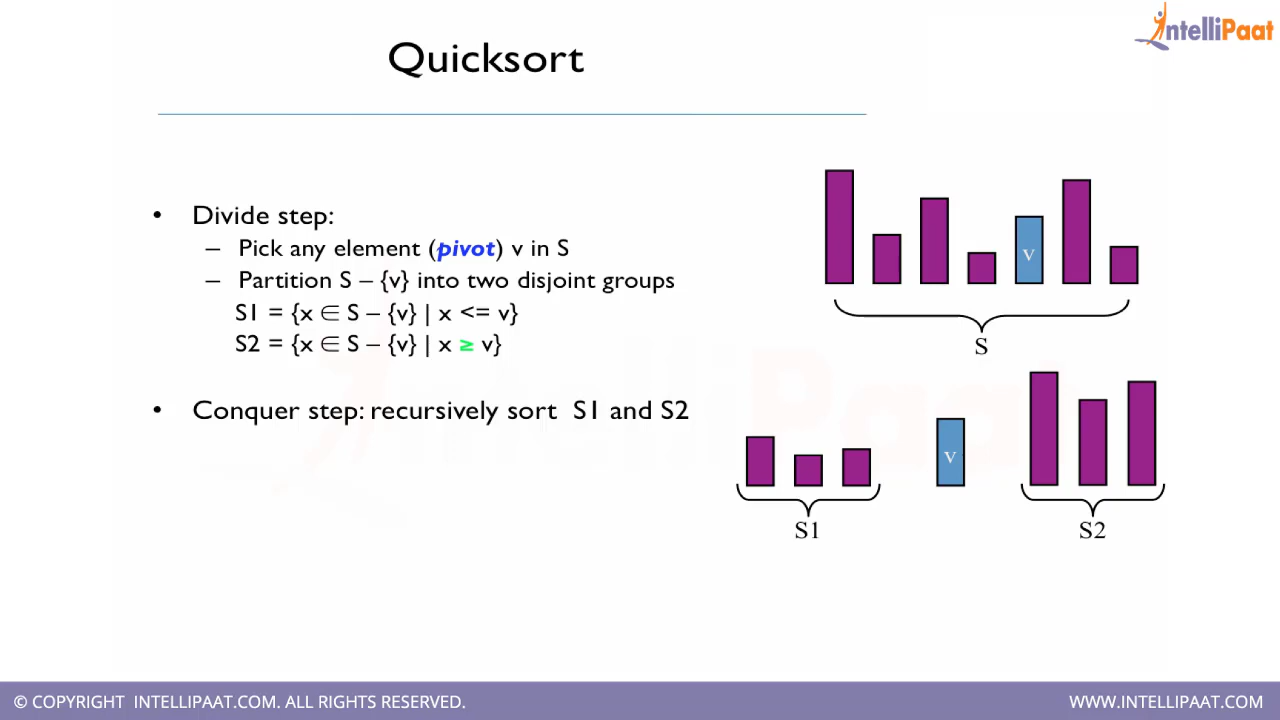 IntelliPaat
Quicksort
• Divide step:
– Pick any element (pivot) v in S
– Partition S – {v} into two disjoint groups
S1 = {x ∈ S – {v} | x <= v}
S2 = {x ∈ S – {v} | x ≥ v}
• Conquer step: recursively sort S1 and S2
v
S
v
S1
S2
© COPYRIGHT INTELLIPAAT.COM. ALL RIGHTS RESERVED.
WWW.INTELLIPAAT.COM